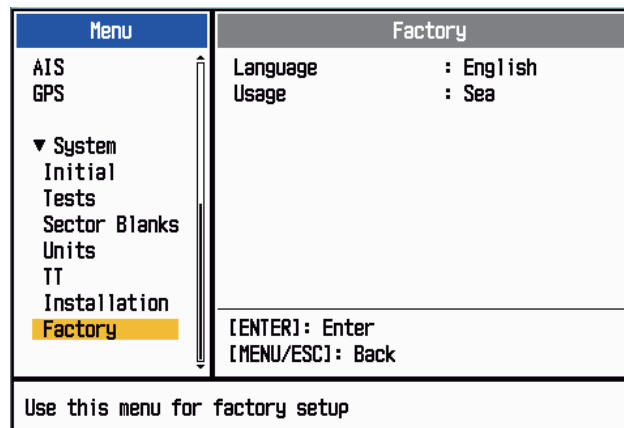 Menu
AIS
GPS
▼ System
Initial
Tests
Sector Blanks
Units
TT
Installation
Factory
Factory
Language : English
Usage : Sea
[ENTER]: Enter
[MENU/ESC]: Back
Use this menu for factory setup